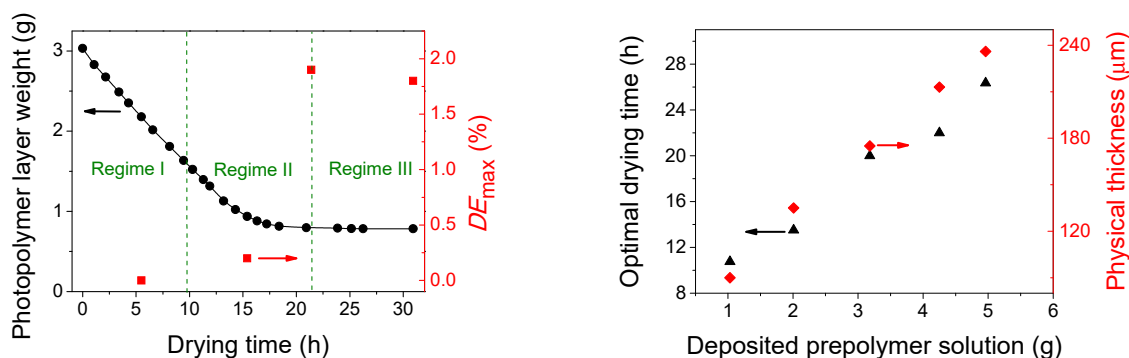 Photopolymer layer weight (g)
3
2
1
0
Regime I
Regime II
Regime III
2.0
1.5
1.0
0.5
0.0
DEmax (%)
0 5 10 15 20 25 30
Drying time (h)
Optimal drying time (h)
28
24
20
16
12
8
240
180
120
Physical thickness (μm)
1 2 3 4 5 6
Deposited prepolymer solution (g)